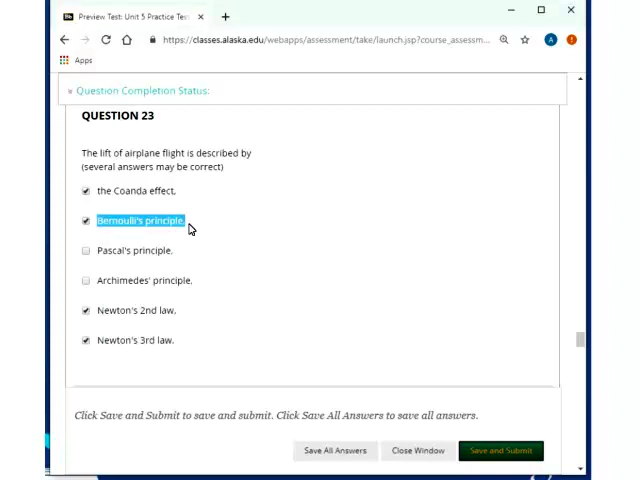 Bb Preview Test: Unit 5 Practice Tes
https://classes.alaska.edu/webapps/assessment/take/launch.jsp?course_assessm...
A
Apps
Question Completion Status:
QUESTION 23
The lift of airplane flight is described by
(several answers may be correct)
the Coanda effect,
Bernoulli's principle,
Pascal's principle,
Archimedes' principle,
Newton's 2nd law,
Newton's 3rd law.
Click Save and Submit to save and submit. Click Save All Answers to save all answers.
Save All Answers
Close Window
Save and Submit